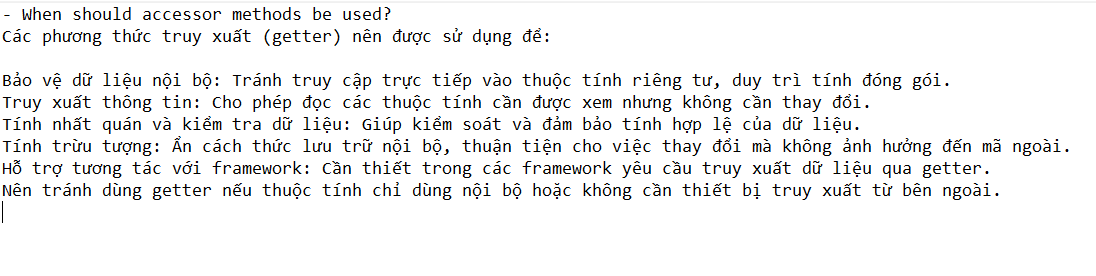 - When should accessor methods be used?
Các phương thức truy xuất (getter) nên được sử dụng để:
Bảo vệ dữ liệu nội bộ: Tránh truy cập trực tiếp vào thuộc tính riêng tư, duy trì tính đóng gói.
Truy xuất thông tin: Cho phép đọc các thuộc tính cần được xem nhưng không cần thay đổi.
Tính nhất quán và kiểm tra dữ liệu: Giúp kiểm soát và đảm bảo tính hợp lệ của dữ liệu.
Tính trừu tượng: Ẩn cách thức lưu trữ nội bộ, thuận tiện cho việc thay đổi mà không ảnh hưởng đến mã ngoài.
Hỗ trợ tương tác với framework: Cần thiết trong các framework yêu cầu truy xuất dữ liệu qua getter.
Nên tránh dùng getter nếu thuộc tính chỉ dùng nội bộ hoặc không cần thiết bị truy xuất từ bên ngoài.